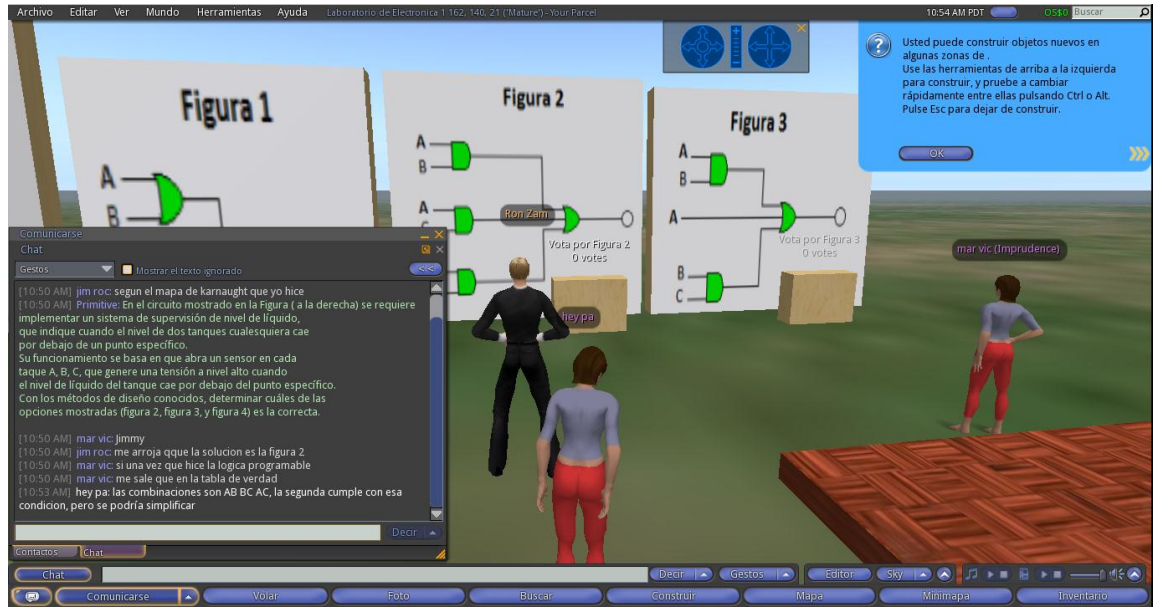 Archivo Editar Ver Mundo Herramientas Ayuda Laboratorio de Electronica 1 162, 140, 21 ('Mature') - Your Parcel 10:54 AM PDT OS$0 Buscar
Usted puede construir objetos nuevos en
algunas zonas de .
Use las herramientas de arriba a la izquierda
para construir, y pruebe a cambiar
rápidamente entre ellas pulsando Ctrl o Alt.
Pulse Esc para dejar de construir.
OK
Figura 1
A
B
Figura 2
A
B
A
C
Vota por Figura 2
0 votes
Figura 3
A
B
A
B
C
Vota por Figura 3
0 votes
Ron Zam
hey pa
mar vic (Imprudence)
Comunicarse
Chat
Gestos Mostrar el texto ignorado <<
[10:50 AM] jim roc: segun el mapa de karnaught que yo hice
[10:50 AM] Primitive: En el circuito mostrado en la Figura ( a la derecha) se requiere
implementar un sistema de supervisión de nivel de líquido,
que indique cuando el nivel de dos tanques cualesquiera cae
por debajo de un punto específico.
Su funcionamiento se basa en que abra un sensor en cada
taque A, B, C, que genere una tensión a nivel alto cuando
el nivel de líquido del tanque cae por debajo del punto específico.
Con los métodos de diseño conocidos, determinar cuáles de las
opciones mostradas (figura 2, figura 3, y figura 4) es la correcta.
[10:50 AM] mar vic: Jimmy
[10:50 AM] jim roc: me arroja qque la solucion es la figura 2
[10:50 AM] mar vic: si una vez que hice la logica programable
[10:50 AM] mar vic: me sale que en la tabla de verdad
[10:53 AM] hey pa: las combinaciones son AB BC AC, la segunda cumple con esa
condicion, pero se podría simplificar
Decir
Contactos Chat
Chat Decir Gestos Editor Sky
Comunicarse Volar Foto Buscar Construir Mapa Minimapa Inventario